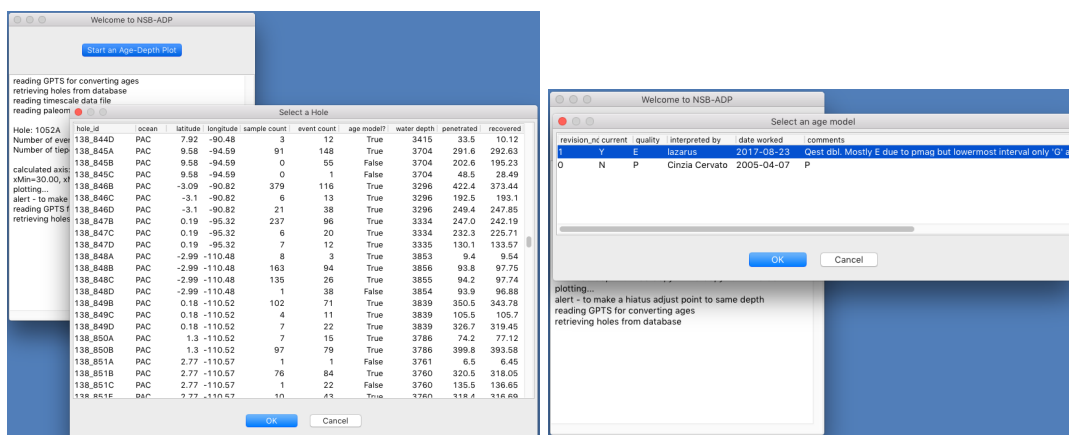 Welcome to NSB-ADP
Start an Age-Depth Plot
reading GPTS for converting ages
retrieving holes from database
reading timescale data file
reading paleom
Hole: 1052A
Number of eve
Number of tiep
calculated axis:
xMin=30.00, xM
plotting...
alert - to make
reading GPTS f
retrieving holes
Select a Hole
hole_id ocean latitude longitude sample count event count age model? water depth penetrated recovered
138_844D PAC 7.92 -90.48 3 12 True 3415 33.5 10.12
138_845A PAC 9.58 -94.59 91 148 True 3704 291.6 292.63
138_845B PAC 9.58 -94.59 0 55 False 3704 202.6 195.23
138_845C PAC 9.58 -94.59 0 1 False 3704 48.5 28.49
138_846B PAC -3.09 -90.82 379 116 True 3296 422.4 373.44
138_846C PAC -3.1 -90.82 6 13 True 3296 192.5 193.1
138_846D PAC -3.1 -90.82 21 38 True 3296 249.4 247.85
138_847B PAC 0.19 -95.32 237 96 True 3334 247.0 242.19
138_847C PAC 0.19 -95.32 6 20 True 3334 232.3 225.71
138_847D PAC 0.19 -95.32 7 12 True 3335 130.1 133.57
138_848A PAC -2.99 -110.48 8 3 True 3853 9.4 9.54
138_848B PAC -2.99 -110.48 163 94 True 3856 93.8 97.75
138_848C PAC -2.99 -110.48 135 26 True 3855 94.2 97.74
138_848D PAC -2.99 -110.48 1 38 False 3854 93.9 96.88
138_849B PAC 0.18 -110.52 102 71 True 3839 350.5 343.78
138_849C PAC 0.18 -110.52 4 11 True 3839 105.5 105.7
138_849D PAC 0.18 -110.52 7 22 True 3839 326.7 319.45
138_850A PAC 1.3 -110.52 7 15 True 3786 74.2 77.12
138_850B PAC 1.3 -110.52 97 79 True 3786 399.8 393.58
138_851A PAC 2.77 -110.57 1 1 False 3761 6.5 6.45
138_851B PAC 2.77 -110.57 76 84 True 3760 320.5 318.05
138_851C PAC 2.77 -110.57 1 22 False 3760 135.5 136.65
138_851E PAC 2.77 -110.57 10 43 True 3760 318.4 316.69
OK Cancel
Welcome to NSB-ADP
Select an age model
revision_no current quality interpreted by date worked comments
1 Y E lazarus 2017-08-23 Qest dbl. Mostly E due to pmag but lowermost interval only 'G' a
0 N P Cinzia Cervato 2005-04-07 P
OK Cancel
plotting...
alert - to make a hiatus adjust point to same depth
reading GPTS for converting ages
retrieving holes from database